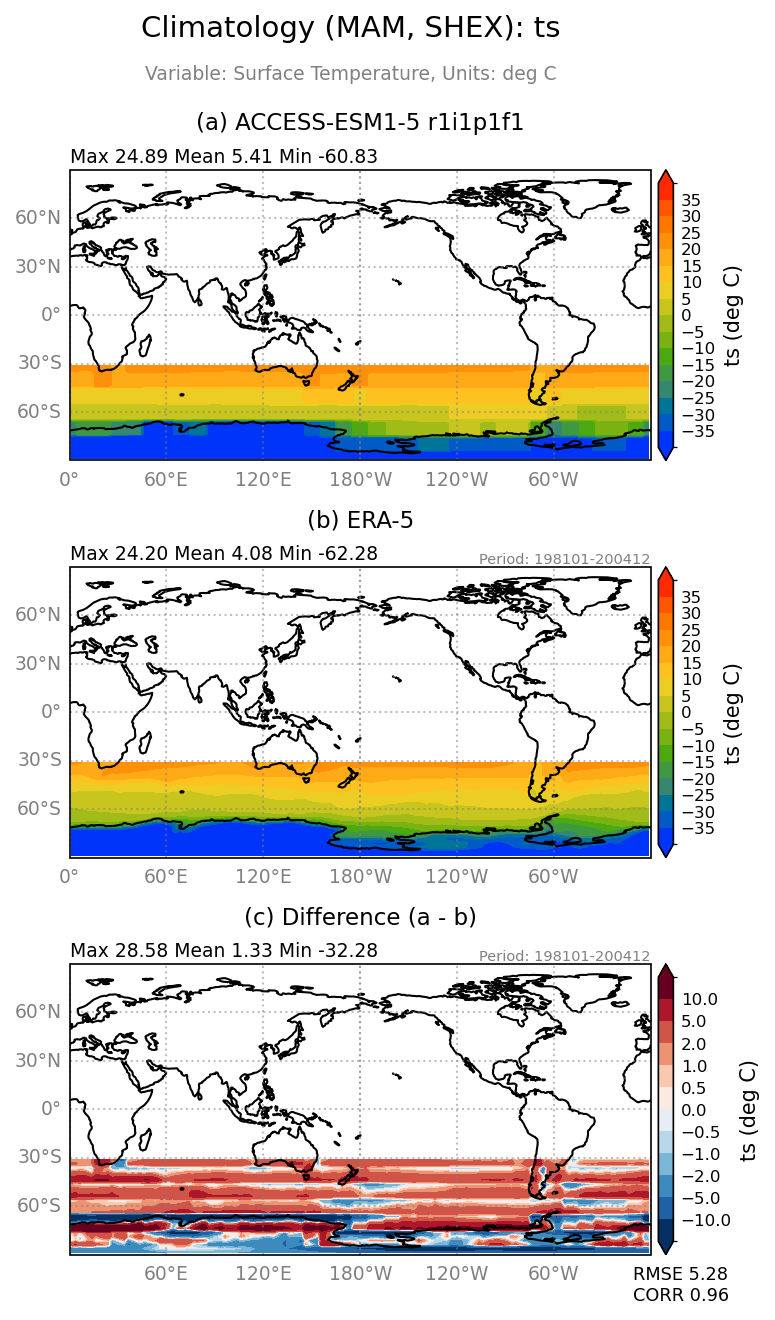 Climatology (MAM, SHEX): ts
Variable: Surface Temperature, Units: deg C
(a) ACCESS-ESM1-5 r1i1p1f1
Max 24.89 Mean 5.41 Min -60.83
60°N
30°N
0°
30°S
60°S
0°
60°E
120°E
180°W
120°W
60°W
35
30
25
20
15
10
5
0
−5
−10
−15
−20
−25
−30
−35
ts (deg C)
(b) ERA-5
Max 24.20 Mean 4.08 Min -62.28
Period: 198101-200412
60°N
30°N
0°
30°S
60°S
0°
60°E
120°E
180°W
120°W
60°W
35
30
25
20
15
10
5
0
−5
−10
−15
−20
−25
−30
−35
ts (deg C)
(c) Difference (a - b)
Max 28.58 Mean 1.33 Min -32.28
Period: 198101-200412
60°N
30°N
0°
30°S
60°S
60°E
120°E
180°W
120°W
60°W
10.0
5.0
2.0
1.0
0.5
0.0
−0.5
−1.0
−2.0
−5.0
−10.0
ts (deg C)
RMSE 5.28
CORR 0.96